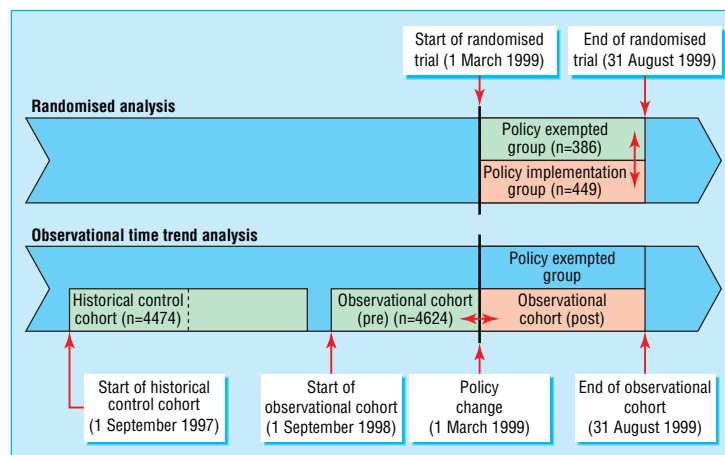 Start of randomised
trial (1 March 1999)
End of randomised
trial (31 August 1999)
Randomised analysis
Policy exempted
group (n=386)
Policy implementation
group (n=449)
Observational time trend analysis
Policy exempted
group
Historical control
cohort (n=4474)
Observational cohort
(pre) (n=4624)
Observational
cohort (post)
Start of historical
control cohort
(1 September 1997)
Start of
observational cohort
(1 September 1998)
Policy
change
(1 March 1999)
End of observational
cohort
(31 August 1999)